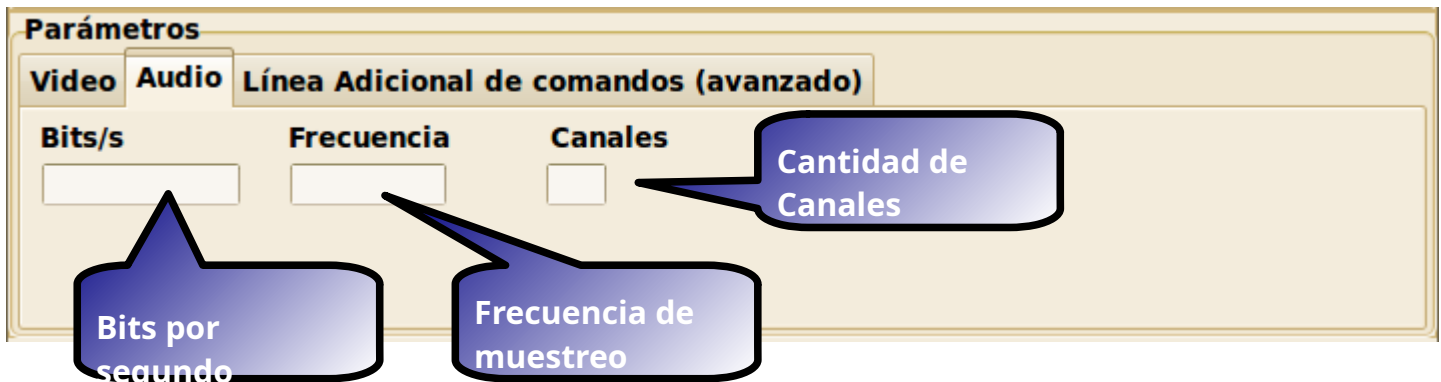 Parámetros
Video Audio Línea Adicional de comandos (avanzado)
Bits/s Frecuencia Canales
Cantidad de
Canales
Bits por
segundo
Frecuencia de
muestreo